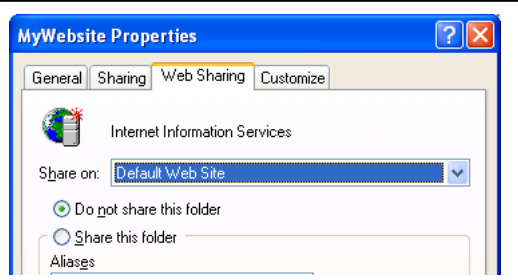 MyWebsite Properties
General Sharing Web Sharing Customize
Internet Information Services
Share on: Default Web Site
Do not share this folder
Share this folder
Aliases